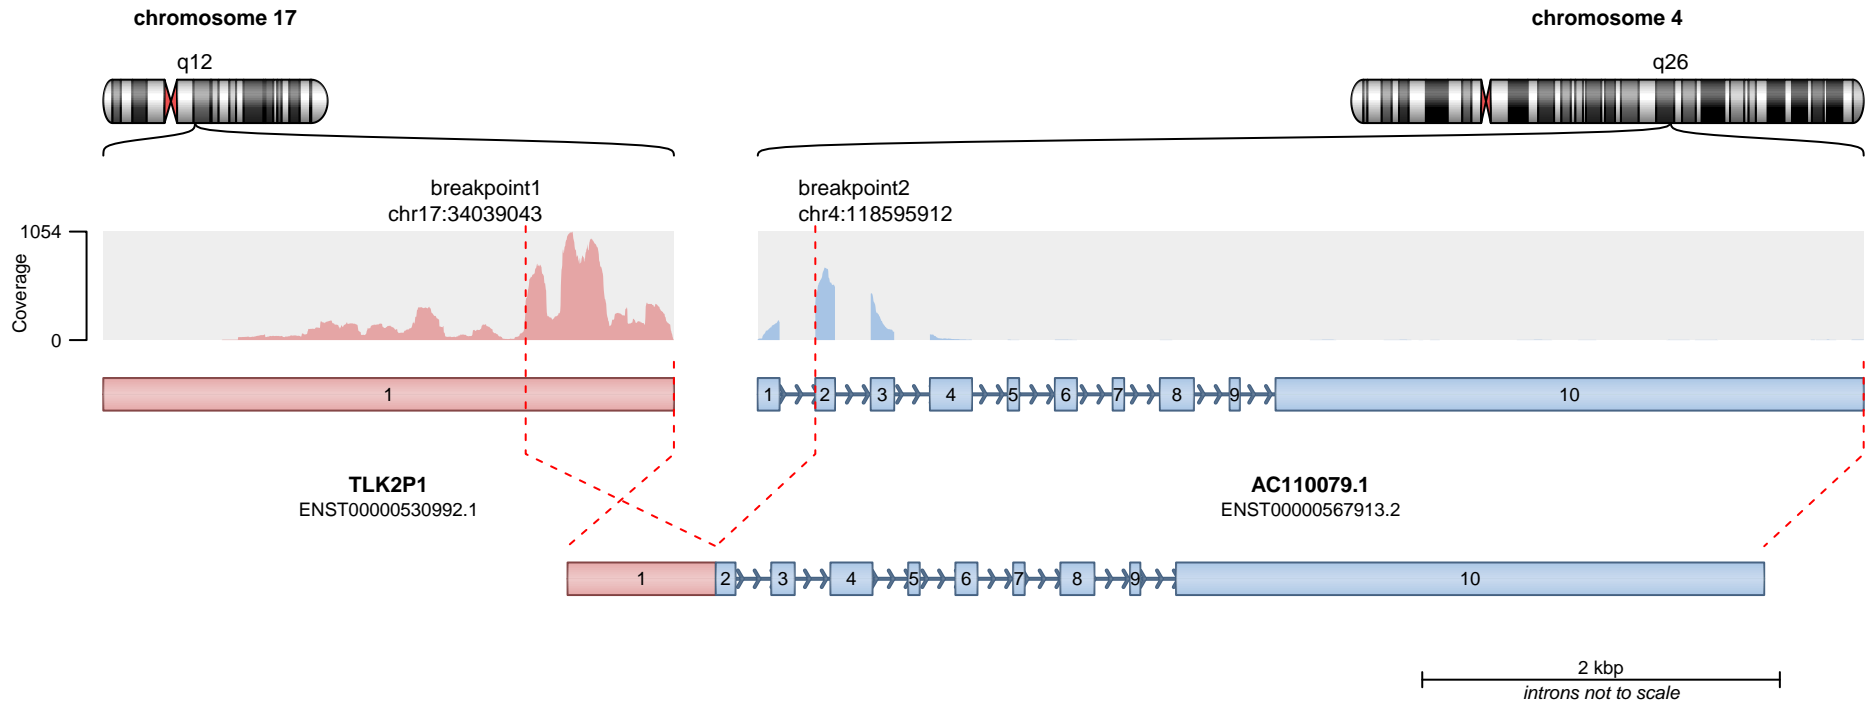 chromosome 17
chromosome 4
q12
q26
breakpoint1
chr17:34039043
breakpoint2
chr4:118595912
1054
0
Coverage
1
1 2 3 4 5 6 7 8 9 10
TLK2P1
ENST00000530992.1
AC110079.1
ENST00000567913.2
1 2 3 4 5 6 7 8 9 10
2 kbp
introns not to scale